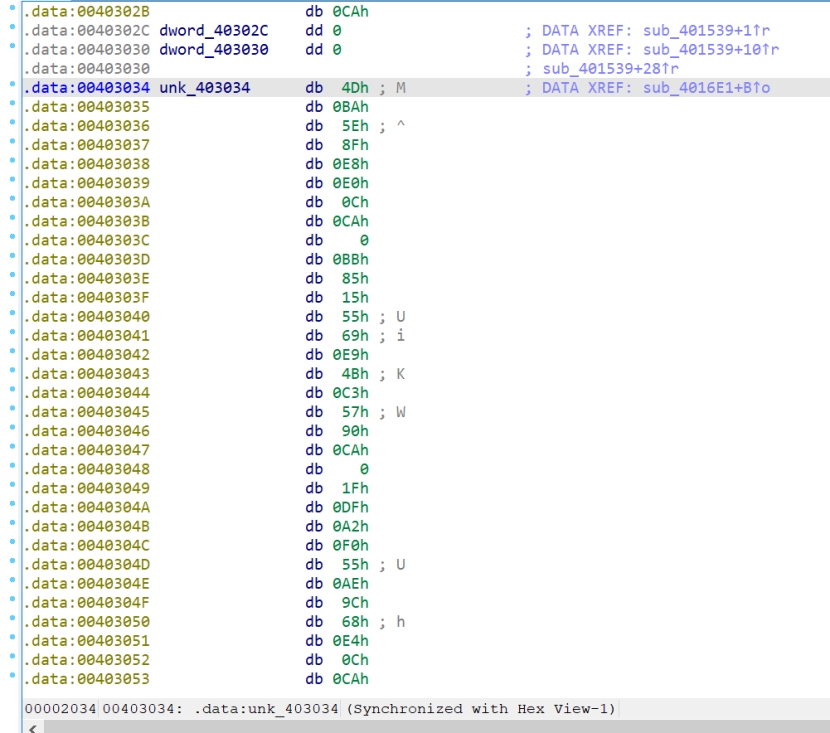 .data:0040302B db 0CAh
.data:0040302C dword_40302C dd 0 ; DATA XREF: sub_401539+1↑r
.data:00403030 dword_403030 dd 0 ; DATA XREF: sub_401539+10↑r
.data:00403030 ; sub_401539+28↑r
.data:00403034 unk_403034 db 4Dh ; M ; DATA XREF: sub_4016E1+B↑o
.data:00403035 db 0BAh
.data:00403036 db 5Eh ; ^
.data:00403037 db 8Fh
.data:00403038 db 0E8h
.data:00403039 db 0E0h
.data:0040303A db 0Ch
.data:0040303B db 0CAh
.data:0040303C db 0
.data:0040303D db 0BBh
.data:0040303E db 85h
.data:0040303F db 15h
.data:00403040 db 55h ; U
.data:00403041 db 69h ; i
.data:00403042 db 0E9h
.data:00403043 db 4Bh ; K
.data:00403044 db 0C3h
.data:00403045 db 57h ; W
.data:00403046 db 90h
.data:00403047 db 0CAh
.data:00403048 db 0
.data:00403049 db 1Fh
.data:0040304A db 0DFh
.data:0040304B db 0A2h
.data:0040304C db 0F0h
.data:0040304D db 55h ; U
.data:0040304E db 0AEh
.data:0040304F db 9Ch
.data:00403050 db 68h ; h
.data:00403051 db 0E4h
.data:00403052 db 0Ch
.data:00403053 db 0CAh
00002034 00403034: .data:unk_403034 (Synchronized with Hex View-1)